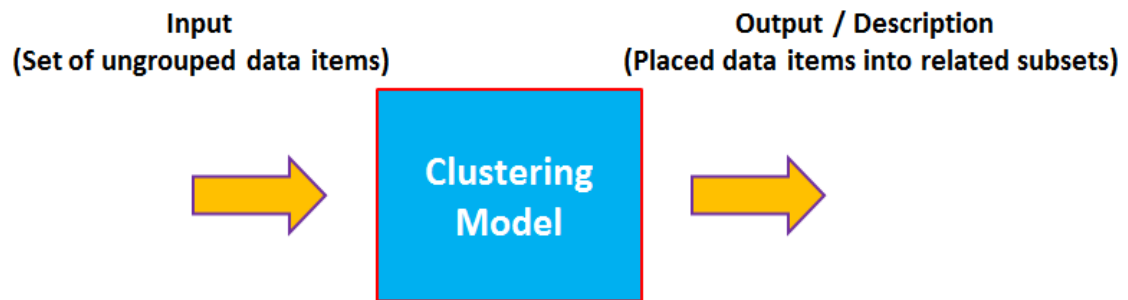 Input
(Set of ungrouped data items)
Output / Description
(Placed data items into related subsets)
Clustering
Model